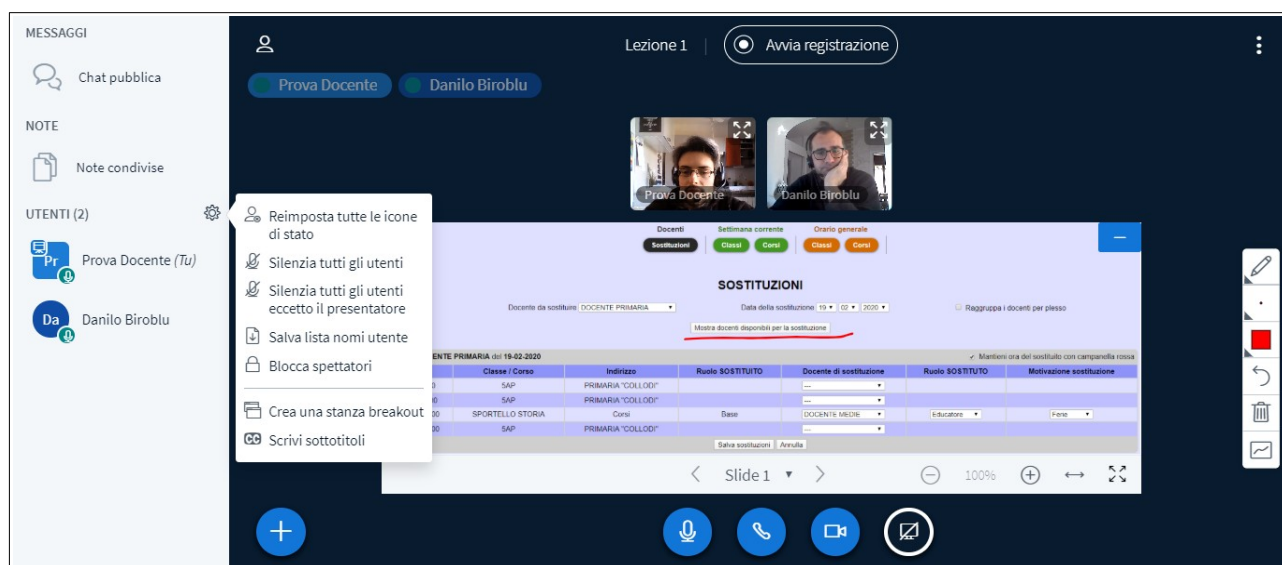 MESSAGGI
Chat pubblica
NOTE
Note condivise
UTENTI (2)
Pr
Prova Docente (Tu)
Da
Danilo Biroblu
Reimposta tutte le icone
di stato
Silenzia tutti gli utenti
Silenzia tutti gli utenti
eccetto il presentatore
Salva lista nomi utente
Blocca spettatori
Crea una stanza breakout
CC Scrivi sottotitoli
Lezione 1 | Avvia registrazione
Prova Docente Danilo Biroblu
Prova Docente Danilo Biroblu
Docenti Settimana corrente Orario generale
Sostituzioni Classi Corsi Classi Corsi
SOSTITUZIONI
Docente da sostituire DOCENTE PRIMARIA Data della sostituzione 19 02 2020 Raggruppa i docenti per plesso
Mostra docenti disponibili per la sostituzione
ENTE PRIMARIA del 19-02-2020 Mantieni ora del sostituito con campanella rossa
Classe / Corso Indirizzo Ruolo SOSTITUITO Docente di sostituzione Ruolo SOSTITUTO Motivazione sostituzione
0 5AP PRIMARIA "COLLODI" ---
00 5AP PRIMARIA "COLLODI" ---
00 SPORTELLO STORIA Corsi Base DOCENTE MEDIE Educatore Ferie
00 5AP PRIMARIA "COLLODI" ---
Salva sostituzioni Annulla
Slide 1 100%